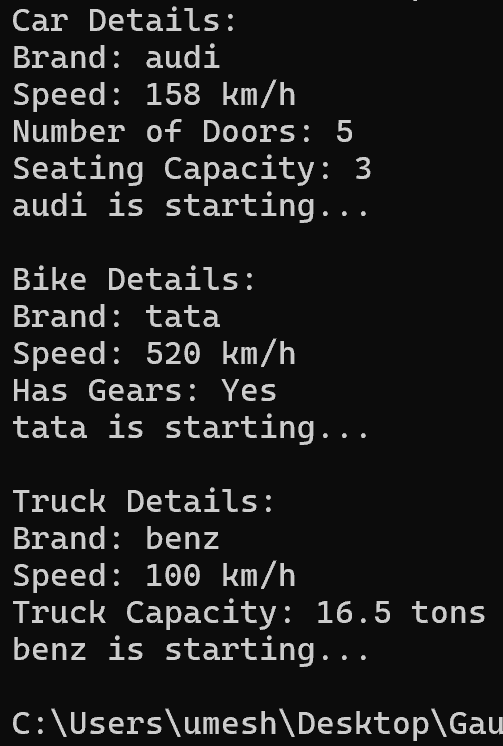 Car Details:
Brand: audi
Speed: 158 km/h
Number of Doors: 5
Seating Capacity: 3
audi is starting...
Bike Details:
Brand: tata
Speed: 520 km/h
Has Gears: Yes
tata is starting...
Truck Details:
Brand: benz
Speed: 100 km/h
Truck Capacity: 16.5 tons
benz is starting...
C:\Users\umesh\Desktop\Gau